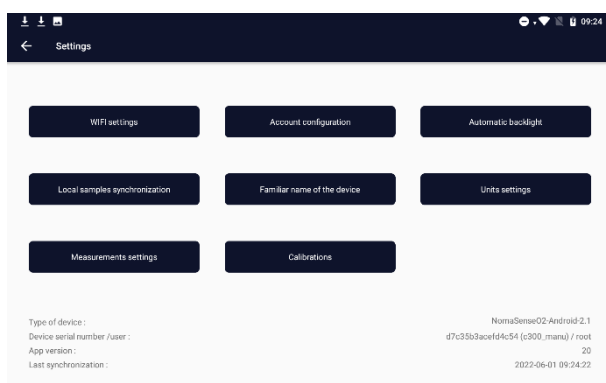 09:24
Settings
WIFI settings Account configuration Automatic backlight
Local samples synchronization Familiar name of the device Units settings
Measurements settings Calibrations
Type of device : NomaSenseO2-Android-2.1
Device serial number /user : d7c35b3acefd4c54 (c300_manu) / root
App version : 20
Last synchronization : 2022-06-01 09:24:22